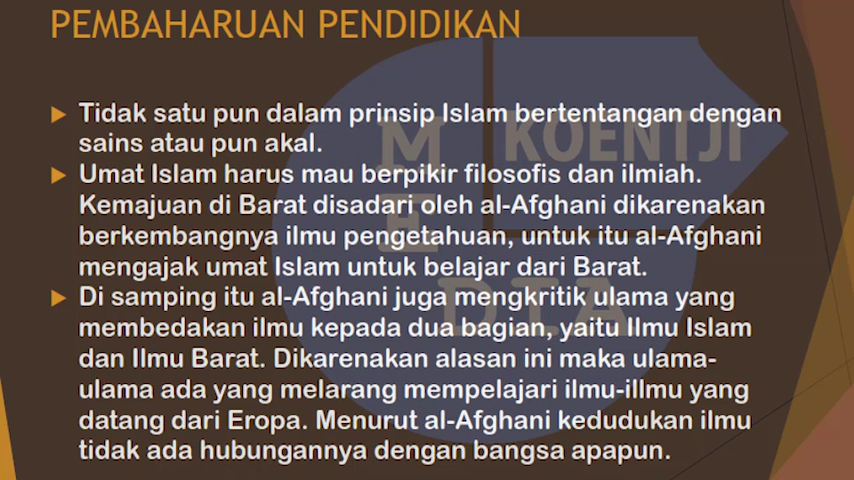 PEMBAHARUAN PENDIDIKAN
Tidak satu pun dalam prinsip Islam bertentangan dengan
sains atau pun akal.
Umat Islam harus mau berpikir filosofis dan ilmiah.
Kemajuan di Barat disadari oleh al-Afghani dikarenakan
berkembangnya ilmu pengetahuan, untuk itu al-Afghani
mengajak umat Islam untuk belajar dari Barat.
Di samping itu al-Afghani juga mengkritik ulama yang
membedakan ilmu kepada dua bagian, yaitu Ilmu Islam
dan Ilmu Barat. Dikarenakan alasan ini maka ulama-
ulama ada yang melarang mempelajari ilmu-illmu yang
datang dari Eropa. Menurut al-Afghani kedudukan ilmu
tidak ada hubungannya dengan bangsa apapun.
KOENTJI
M
E
DIA